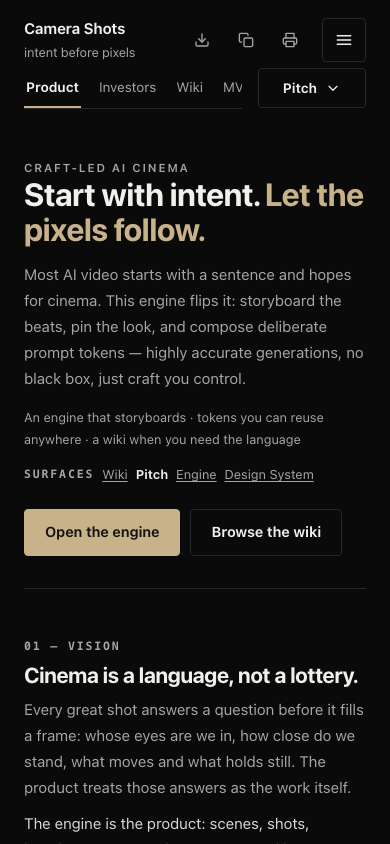 Camera Shots
intent before pixels
Product Investors Wiki MV
Pitch
CRAFT-LED AI CINEMA
Start with intent. Let the
pixels follow.
Most AI video starts with a sentence and hopes
for cinema. This engine flips it: storyboard the
beats, pin the look, and compose deliberate
prompt tokens — highly accurate generations, no
black box, just craft you control.
An engine that storyboards · tokens you can reuse
anywhere · a wiki when you need the language
SURFACES Wiki Pitch Engine Design System
Open the engine Browse the wiki
01 — VISION
Cinema is a language, not a lottery.
Every great shot answers a question before it fills
a frame: whose eyes are we in, how close do we
stand, what moves and what holds still. The
product treats those answers as the work itself.
The engine is the product: scenes, shots,